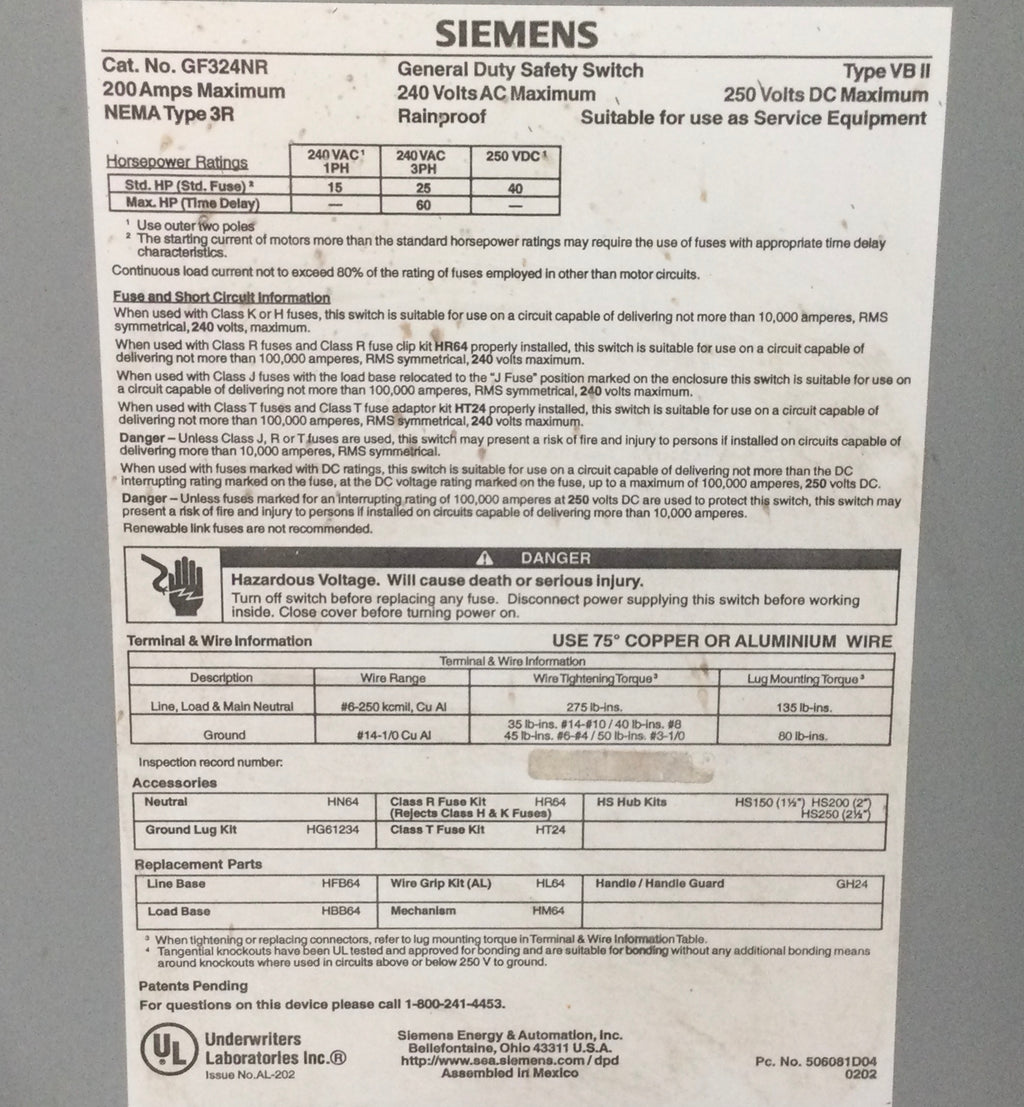 SIEMENS
Cat. No. GF324NR General Duty Safety Switch Type VB II
200 Amps Maximum 240 Volts AC Maximum 250 Volts DC Maximum
NEMA Type 3R Rainproof Suitable for use as Service Equipment
Horsepower Ratings 240 VAC¹ 1PH 240 VAC 3PH 250 VDC¹
Std. HP (Std. Fuse)² 15 25 40
Max. HP (Time Delay) — 60 —
¹ Use outer two poles
² The starting current of motors more than the standard horsepower ratings may require the use of fuses with appropriate time delay
characteristics.
Continuous load current not to exceed 80% of the rating of fuses employed in other than motor circuits.
Fuse and Short Circuit Information
When used with Class K or H fuses, this switch is suitable for use on a circuit capable of delivering not more than 10,000 amperes, RMS
symmetrical, 240 volts, maximum.
When used with Class R fuses and Class R fuse clip kit HR64 properly installed, this switch is suitable for use on a circuit capable of
delivering not more than 100,000 amperes, RMS symmetrical, 240 volts maximum.
When used with Class J fuses with the load base relocated to the "J Fuse" position marked on the enclosure this switch is suitable for use on
a circuit capable of delivering not more than 100,000 amperes, RMS symmetrical, 240 volts maximum.
When used with Class T fuses and Class T fuse adaptor kit HT24 properly installed, this switch is suitable for use on a circuit capable of
delivering not more than 100,000 amperes, RMS symmetrical, 240 volts maximum.
Danger – Unless Class J, R or T fuses are used, this switch may present a risk of fire and injury to persons if installed on circuits capable of
delivering more than 10,000 amperes, RMS symmetrical.
When used with fuses marked with DC ratings, this switch is suitable for use on a circuit capable of delivering not more than the DC
interrupting rating marked on the fuse, at the DC voltage rating marked on the fuse, up to a maximum of 100,000 amperes, 250 volts DC.
Danger – Unless fuses marked for an interrupting rating of 100,000 amperes at 250 volts DC are used to protect this switch, this switch may
present a risk of fire and injury to persons if installed on circuits capable of delivering more than 10,000 amperes.
Renewable link fuses are not recommended.
DANGER
Hazardous Voltage. Will cause death or serious injury.
Turn off switch before replacing any fuse. Disconnect power supplying this switch before working
inside. Close cover before turning power on.
Terminal & Wire Information USE 75° COPPER OR ALUMINIUM WIRE
Terminal & Wire Information
Description Wire Range Wire Tightening Torque³ Lug Mounting Torque³
Line, Load & Main Neutral #6-250 kcmil, Cu Al 275 lb-ins. 135 lb-ins.
Ground #14-1/0 Cu Al 35 lb-ins. #14-#10 / 40 lb-ins. #8 80 lb-ins.
45 lb-ins. #6-#4 / 50 lb-ins. #3-1/0
Inspection record number:
Accessories
Neutral HN64 Class R Fuse Kit HR64 HS Hub Kits HS150 (1½") HS200 (2")
(Rejects Class H & K Fuses) HS250 (2½")
Ground Lug Kit HG61234 Class T Fuse Kit HT24
Replacement Parts
Line Base HFB64 Wire Grip Kit (AL) HL64 Handle / Handle Guard GH24
Load Base HBB64 Mechanism HM64
³ When tightening or replacing connectors, refer to lug mounting torque in Terminal & Wire Information Table.
⁴ Tangential knockouts have been UL tested and approved for bonding and are suitable for bonding without any additional bonding means
around knockouts where used in circuits above or below 250 V to ground.
Patents Pending
For questions on this device please call 1-800-241-4453.
UL
Underwriters
Laboratories Inc.®
Issue No.AL-202
Siemens Energy & Automation, Inc.
Bellefontaine, Ohio 43311 U.S.A.
http://www.sea.siemens.com / dpd
Assembled in Mexico
Pc. No. 506081D04
0202